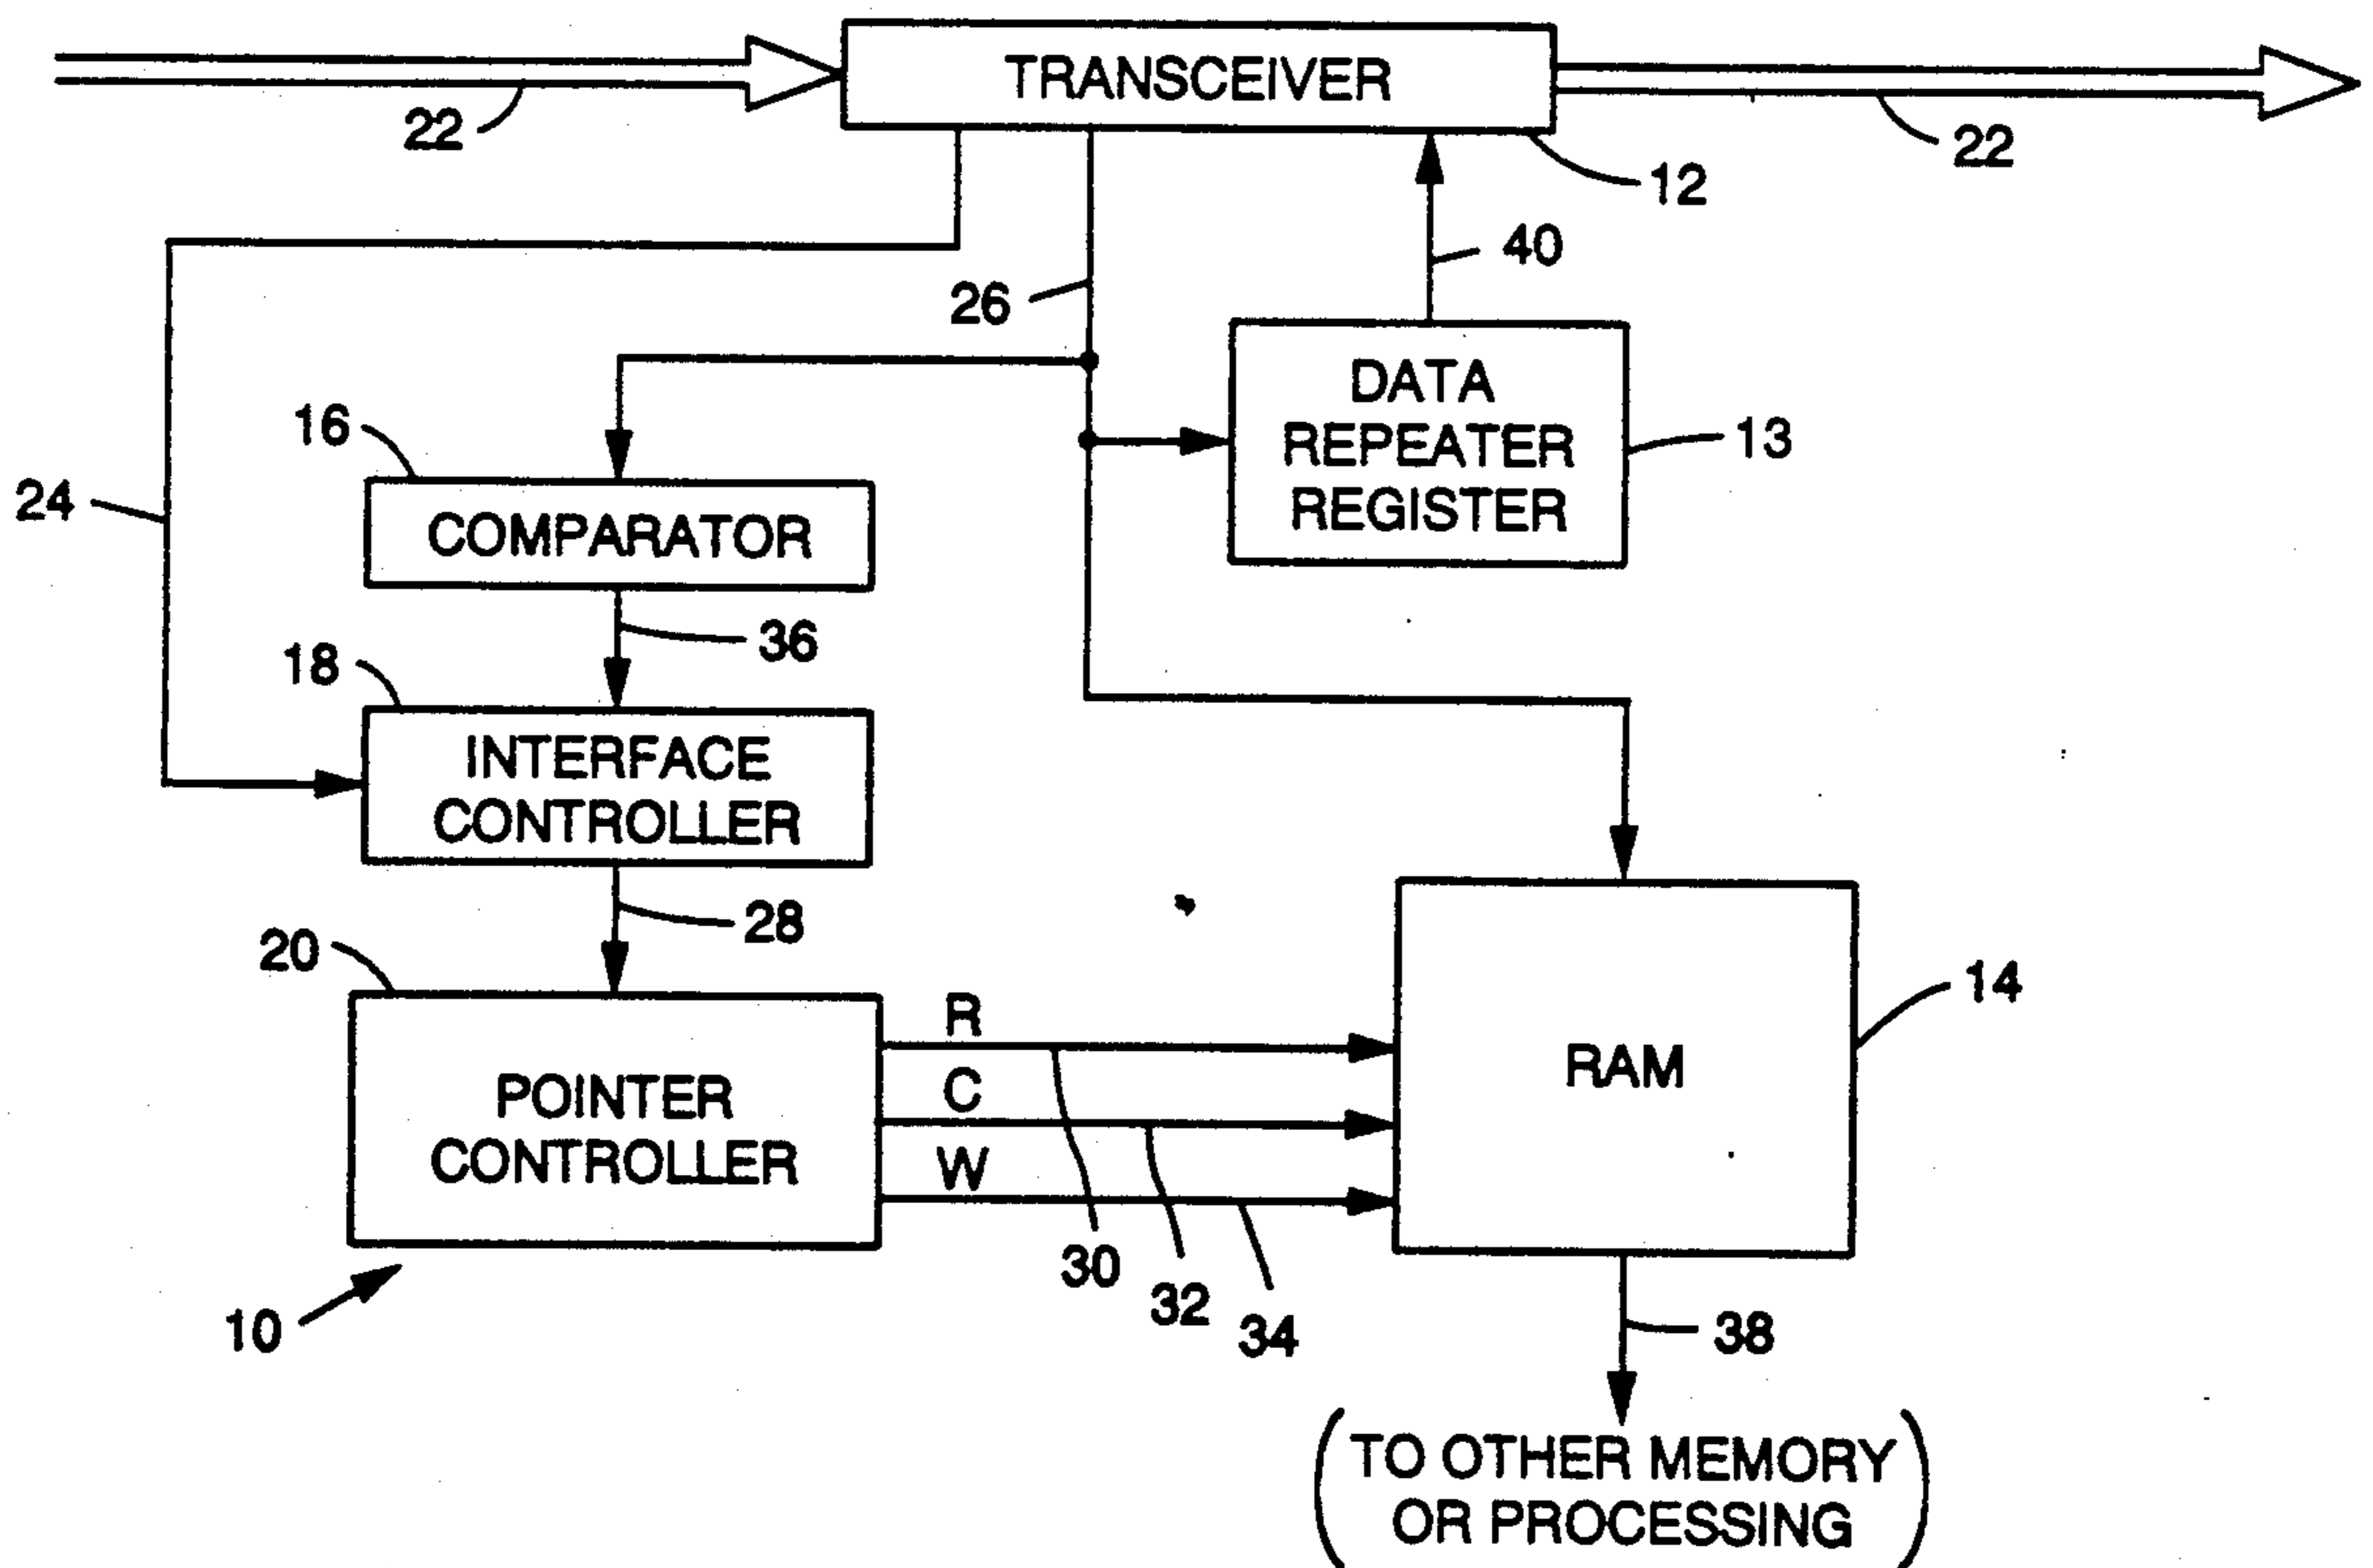 TRANSCEIVER
22
22
12
40
26
DATA
REPEATER
REGISTER
13
16
24
COMPARATOR
36
18
INTERFACE
CONTROLLER
28
20
R
C
W
POINTER
CONTROLLER
RAM
14
30
32
34
10
38
(TO OTHER MEMORY
OR PROCESSING)